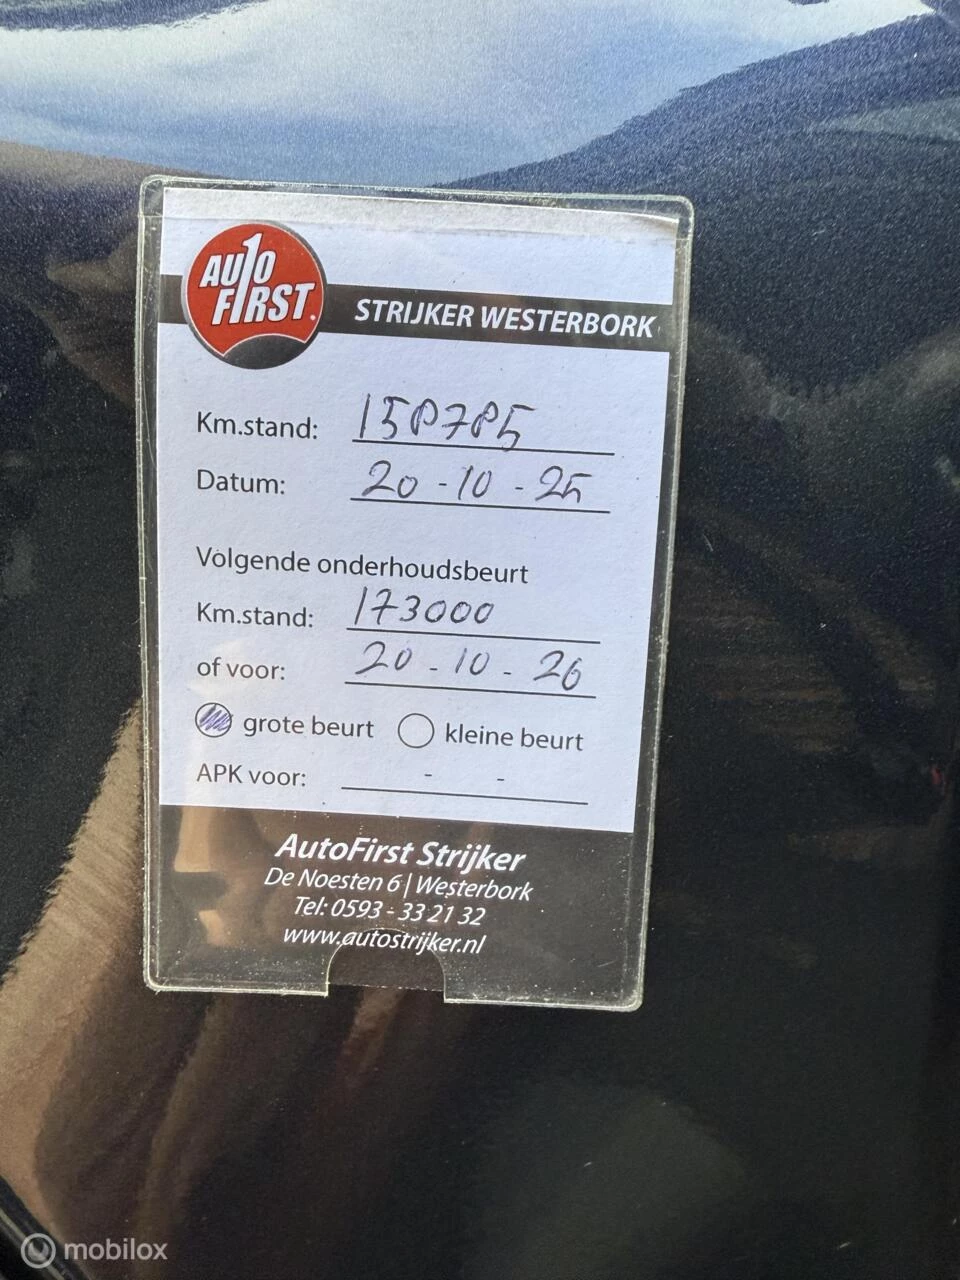 AUTO
FIRST.
STRIJKER WESTERBORK
Km.stand: 158785
Datum: 20-10-25
Volgende onderhoudsbeurt
Km.stand: 173000
of voor: 20-10-26
grote beurt kleine beurt
APK voor: - -
AutoFirst Strijker
De Noesten 6 | Westerbork
Tel: 0593 - 33 21 32
www.autostrijker.nl
mobilox